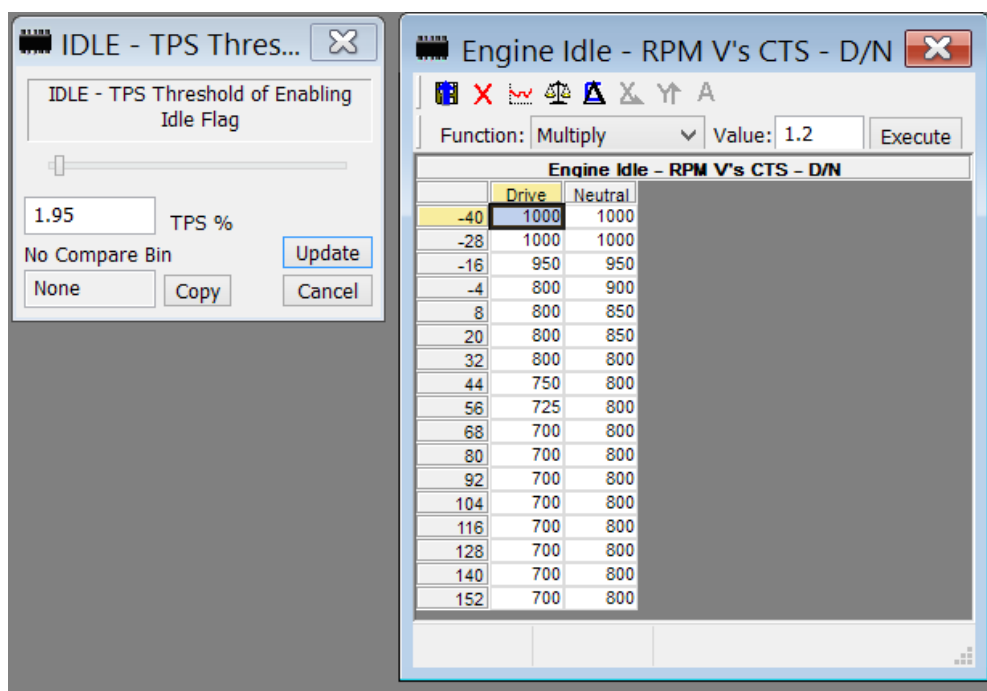 IDLE - TPS Thres...
IDLE - TPS Threshold of Enabling
Idle Flag
1.95 TPS %
No Compare Bin Update
None Copy Cancel
Engine Idle - RPM V's CTS - D/N
A
Function: Multiply Value: 1.2 Execute
Engine Idle - RPM V's CTS - D/N
Drive Neutral
-40 1000 1000
-28 1000 1000
-16 950 950
-4 800 900
8 800 850
20 800 850
32 800 800
44 750 800
56 725 800
68 700 800
80 700 800
92 700 800
104 700 800
116 700 800
128 700 800
140 700 800
152 700 800